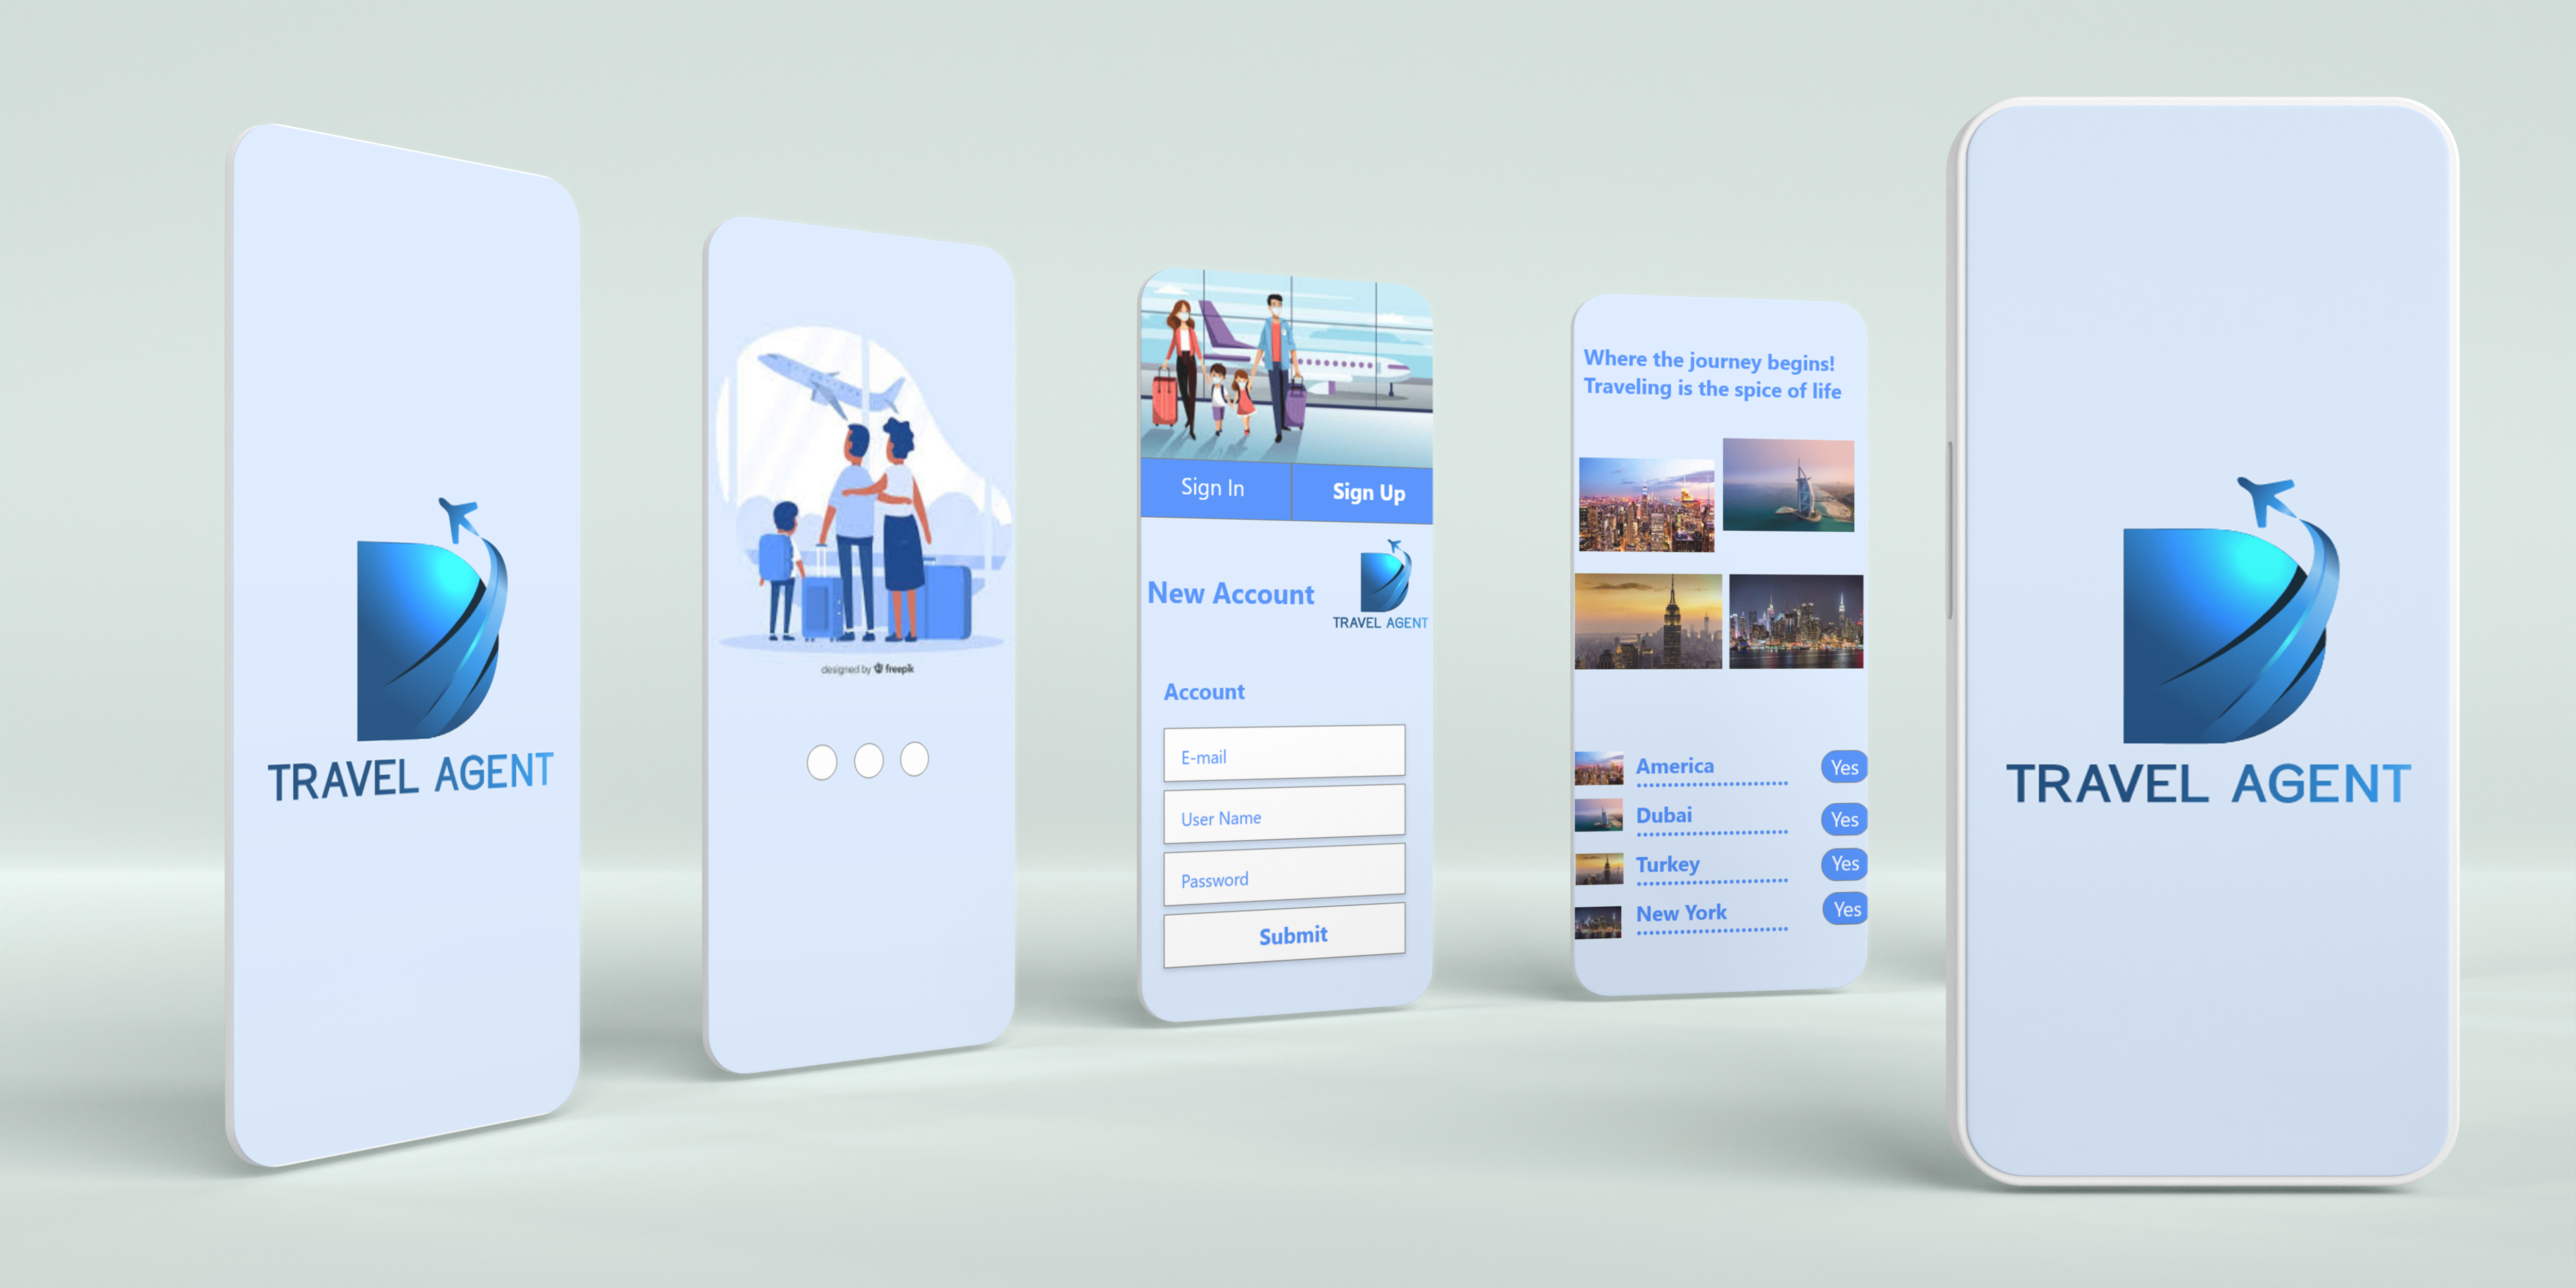 TRAVEL AGENT
designed by freepik
Sign In
Sign Up
New Account
TRAVEL AGENT
Account
E-mail
User Name
Password
Submit
Where the journey begins!
Traveling is the spice of life
America Yes
Dubai Yes
Turkey Yes
New York Yes
TRAVEL AGENT